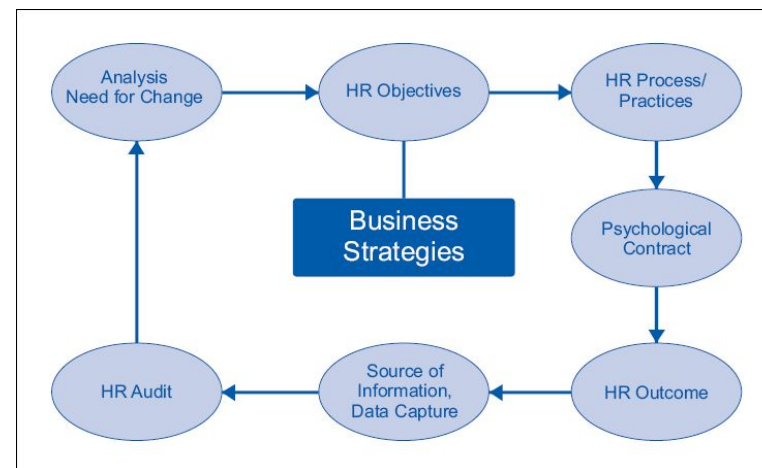 Analysis
Need for Change
HR Objectives
HR Process/
Practices
Business
Strategies
Psychological
Contract
HR Audit
Source of
Information,
Data Capture
HR Outcome